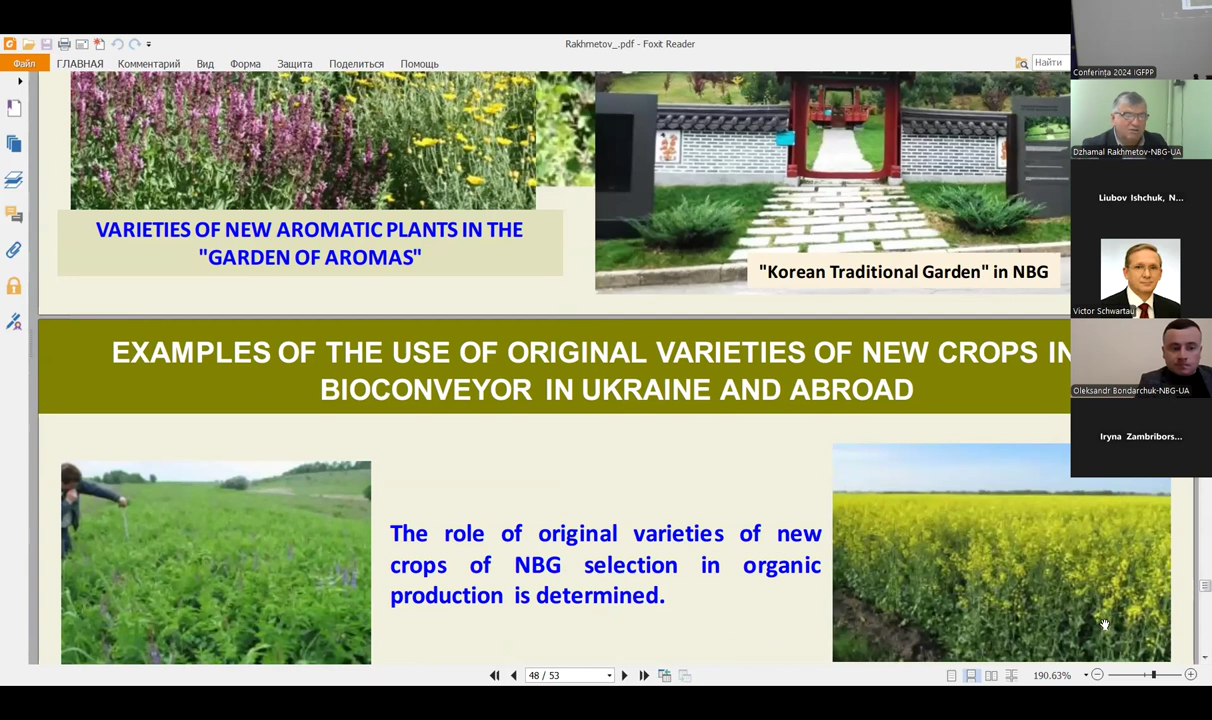 Rakhmetov_.pdf - Foxit Reader
Файл ГЛАВНАЯ Комментарий Вид Форма Защита Поделиться Помощь
Найти
VARIETIES OF NEW AROMATIC PLANTS IN THE
"GARDEN OF AROMAS"
"Korean Traditional Garden" in NBG
EXAMPLES OF THE USE OF ORIGINAL VARIETIES OF NEW CROPS IN
BIOCONVEYOR IN UKRAINE AND ABROAD
The role of original varieties of new
crops of NBG selection in organic
production is determined.
48 / 53
190.63%
Conferința 2024 IGFPP
Dzhamal Rakhmetov-NBG-UA
Liubov Ishchuk, N...
Victor Schwartau
Oleksandr Bondarchuk-NBG-UA
Iryna Zambribors...